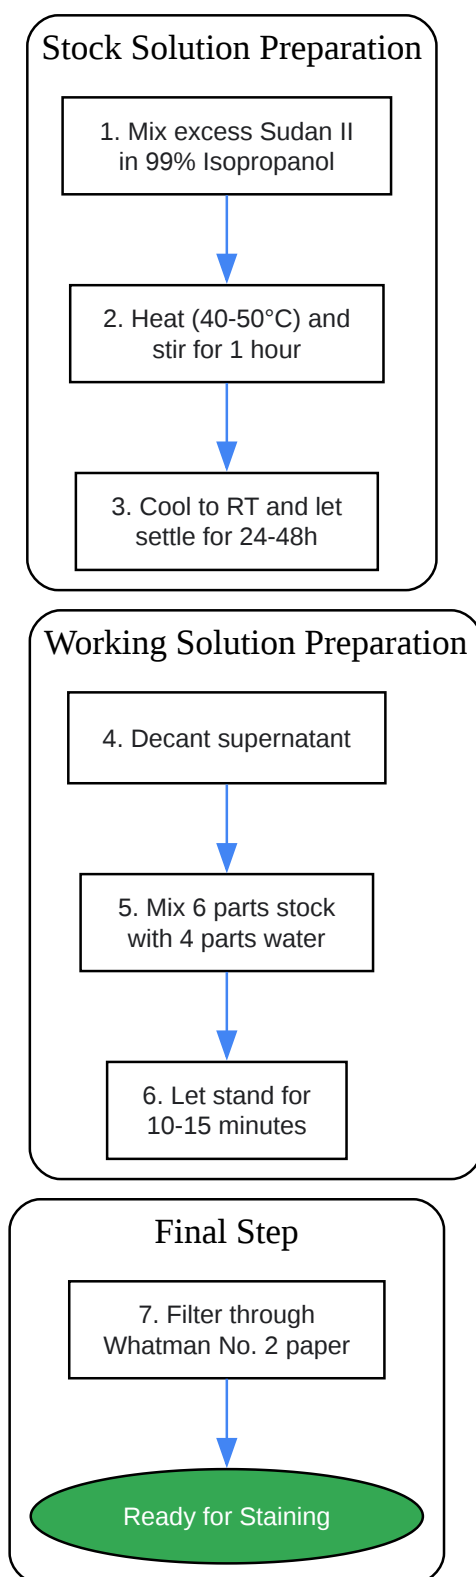 Stock Solution Preparation
1. Mix excess Sudan II
in 99% Isopropanol
2. Heat (40-50°C) and
stir for 1 hour
3. Cool to RT and let
settle for 24-48h
Working Solution Preparation
4. Decant supernatant
5. Mix 6 parts stock
with 4 parts water
6. Let stand for
10-15 minutes
Final Step
7. Filter through
Whatman No. 2 paper
Ready for Staining